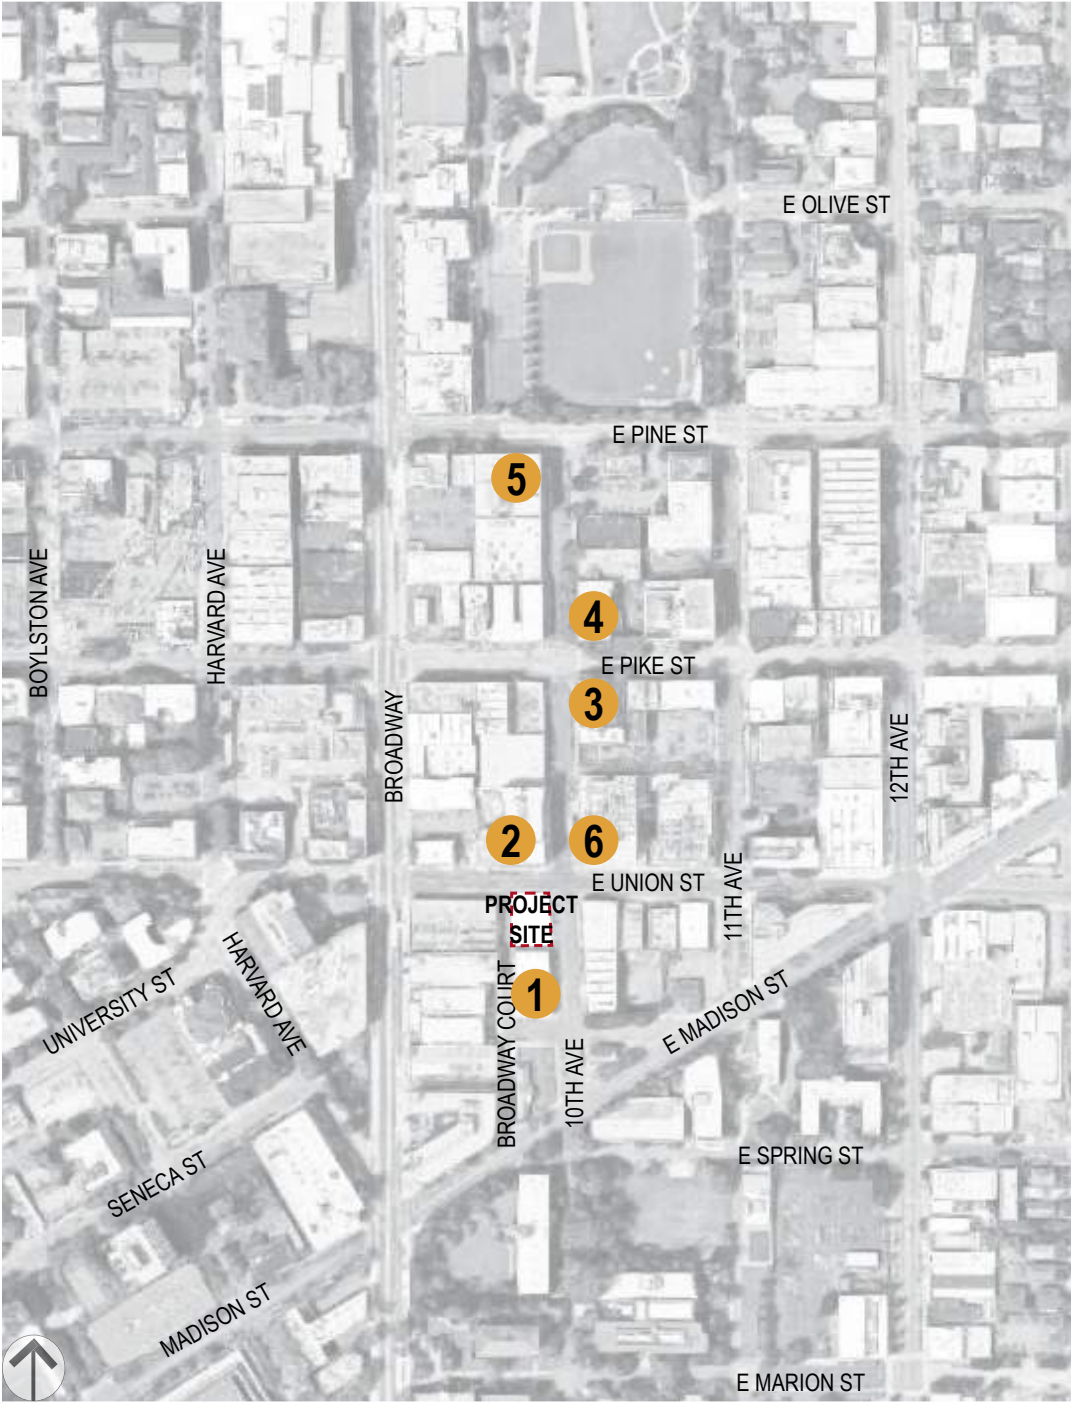 E OLIVE ST
E PINE ST
5
BOYLSTON AVE
HARVARD AVE
4
E PIKE ST
3
BROADWAY
12TH AVE
2
6
E UNION ST
11TH AVE
PROJECT
SITE
UNIVERSITY ST
HARVARD AVE
BROADWAY COURT
1
E MADISON ST
10TH AVE
SENECA ST
E SPRING ST
MADISON ST
E MARION ST